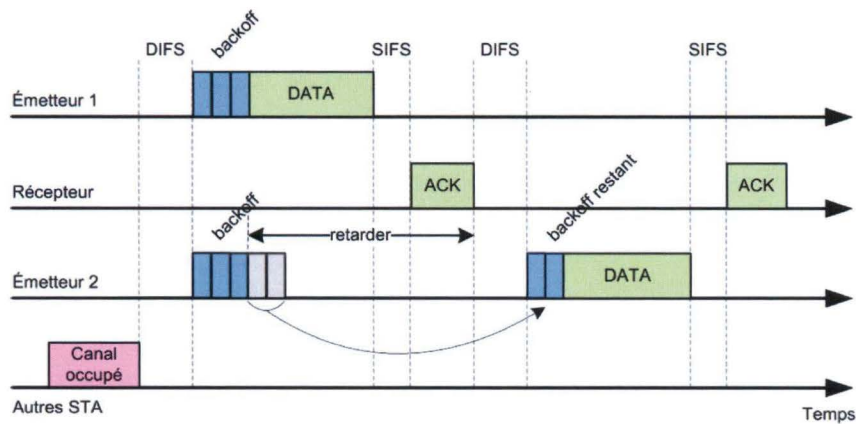 DIFS
backoff
SIFS
DIFS
SIFS
Émetteur 1
DATA
Récepteur
ACK
ACK
backoff
retarder
backoff restant
Émetteur 2
DATA
Canal
occupé
Autres STA
Temps